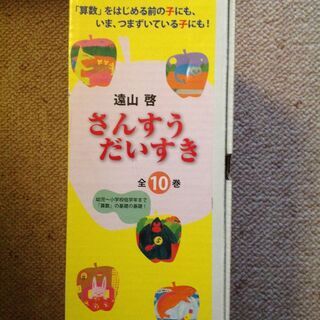 「算数」をはじめる前の子にも、
いま、つまずいている子にも!
遠山 啓
さんすう
だいすき
全10巻
幼児~小学校低学年まで
「算数」の基礎の基礎!